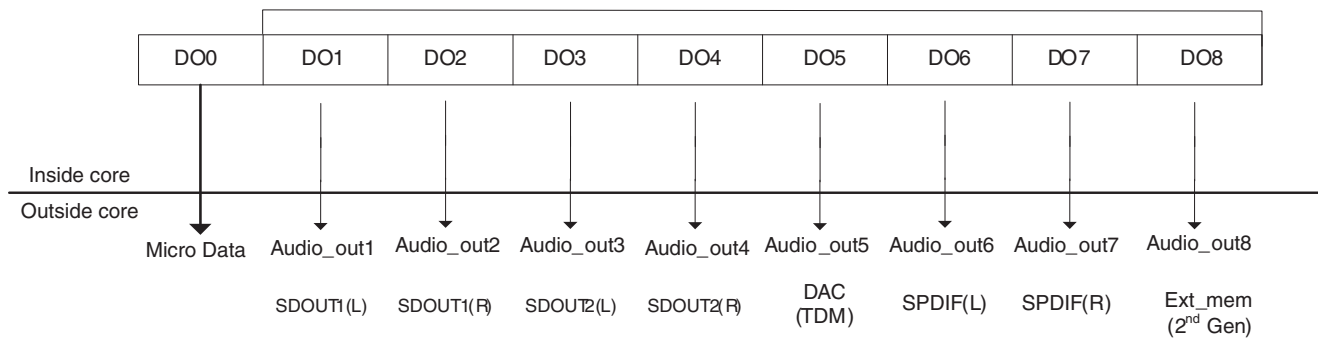 DO0 DO1 DO2 DO3 DO4 DO5 DO6 DO7 DO8
Inside core
Outside core
Micro Data Audio_out1 Audio_out2 Audio_out3 Audio_out4 Audio_out5 Audio_out6 Audio_out7 Audio_out8
SDOUT1(L) SDOUT1(R) SDOUT2(L) SDOUT2(R) DAC SPDIF(L) SPDIF(R) Ext_mem
(TDM) (2nd Gen)